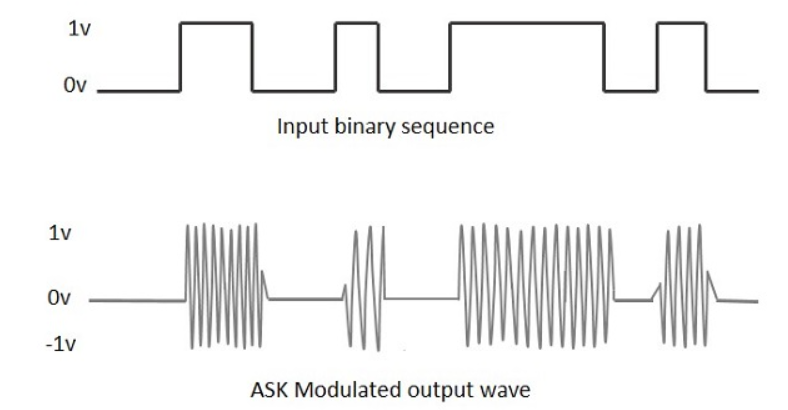 1v
0v
Input binary sequence
1v
0v
-1v
ASK Modulated output wave